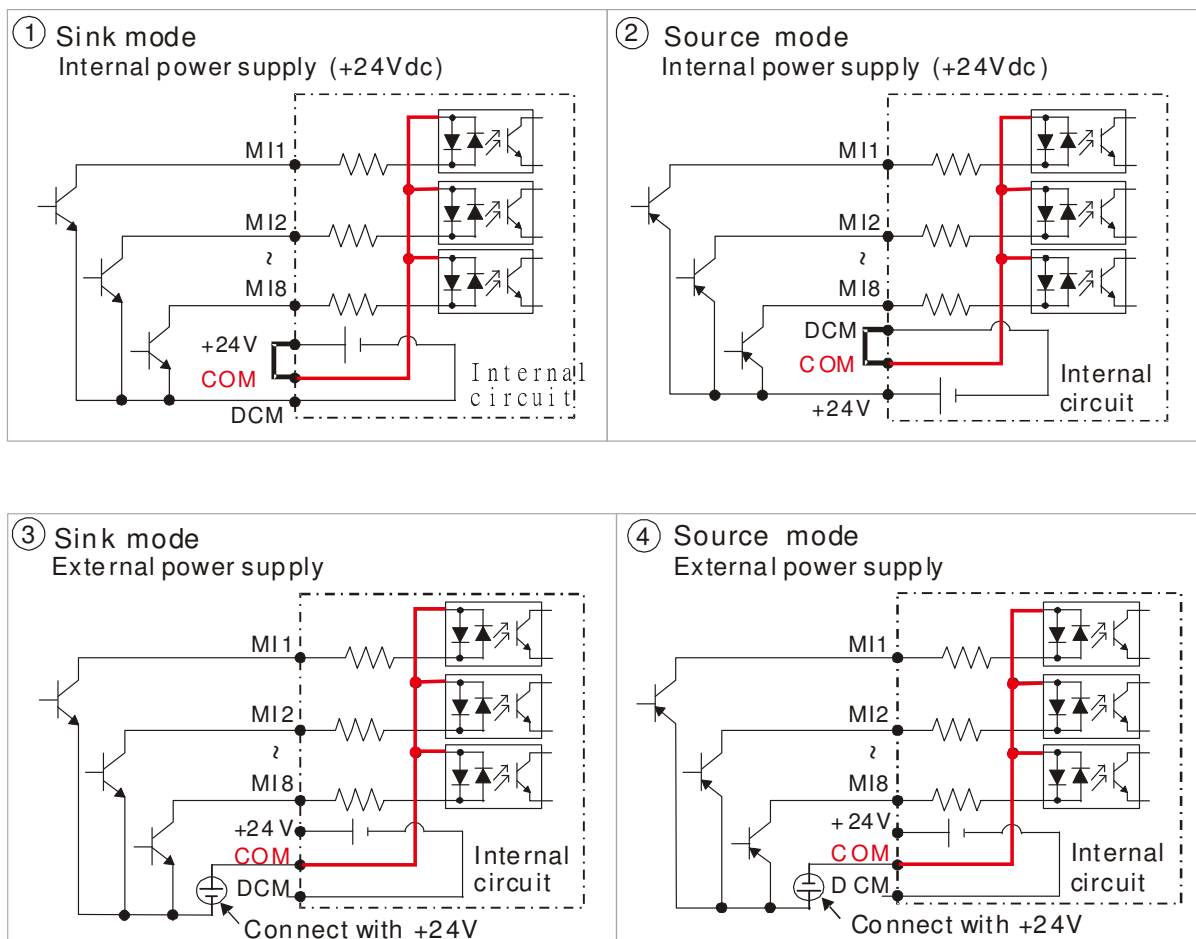 1 Sink mode
Internal power supply (+24Vdc)
MI1
MI2
~
MI8
+24V
COM
DCM
Internal
circuit
2 Source mode
Internal power supply (+24Vdc)
MI1
MI2
~
MI8
DCM
COM
+24V
Internal
circuit
3 Sink mode
External power supply
MI1
MI2
~
MI8
+24V
COM
DCM
Internal
circuit
Connect with +24V
4 Source mode
External power supply
MI1
MI2
~
MI8
+24V
COM
DCM
Internal
circuit
Connect with +24V